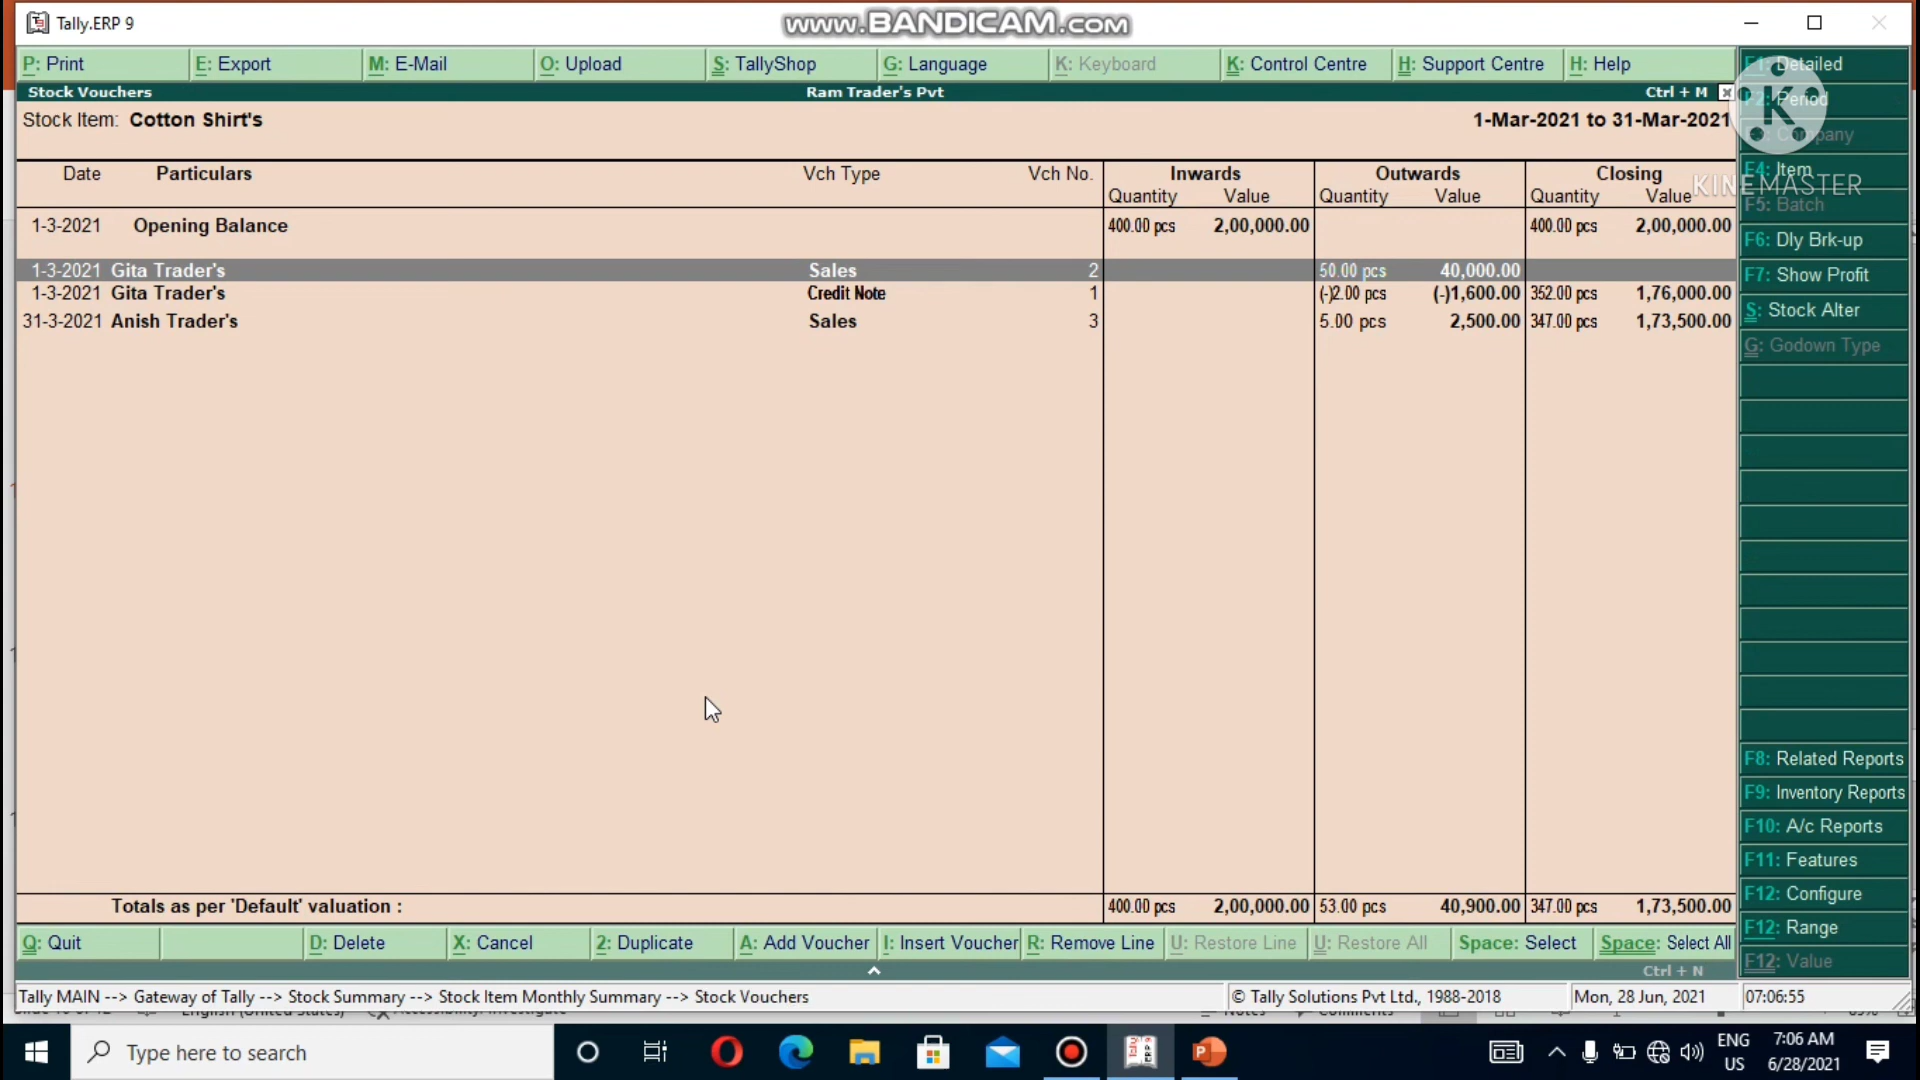 Tally.ERP 9
www.BANDICAM.com
P: Print E: Export M: E-Mail O: Upload S: TallyShop G: Language K: Keyboard K: Control Centre H: Support Centre H: Help
Stock Vouchers Ram Trader's Pvt Ctrl + M
Stock Item: Cotton Shirt's 1-Mar-2021 to 31-Mar-2021
Date Particulars Vch Type Vch No. Inwards Outwards Closing
Quantity Value Quantity Value Quantity Value
1-3-2021 Opening Balance 400.00 pcs 2,00,000.00 400.00 pcs 2,00,000.00
1-3-2021 Gita Trader's Sales 2 50.00 pcs 40,000.00
1-3-2021 Gita Trader's Credit Note 1 (-)2.00 pcs (-)1,600.00 352.00 pcs 1,76,000.00
31-3-2021 Anish Trader's Sales 3 5.00 pcs 2,500.00 347.00 pcs 1,73,500.00
Totals as per 'Default' valuation : 400.00 pcs 2,00,000.00 53.00 pcs 40,900.00 347.00 pcs 1,73,500.00
Q: Quit D: Delete X: Cancel 2: Duplicate A: Add Voucher I: Insert Voucher R: Remove Line U: Restore Line U: Restore All Space: Select Space: Select All
Ctrl + N
F1: Detailed
F2: Period
F3: Company
F4: Item
KINEMASTER
F5: Batch
F6: Dly Brk-up
F7: Show Profit
S: Stock Alter
G: Godown Type
F8: Related Reports
F9: Inventory Reports
F10: A/c Reports
F11: Features
F12: Configure
F12: Range
F12: Value
Tally MAIN --> Gateway of Tally --> Stock Summary --> Stock Item Monthly Summary --> Stock Vouchers © Tally Solutions Pvt Ltd., 1988-2018 Mon, 28 Jun, 2021 07:06:55
Type here to search
ENG
US
7:06 AM
6/28/2021